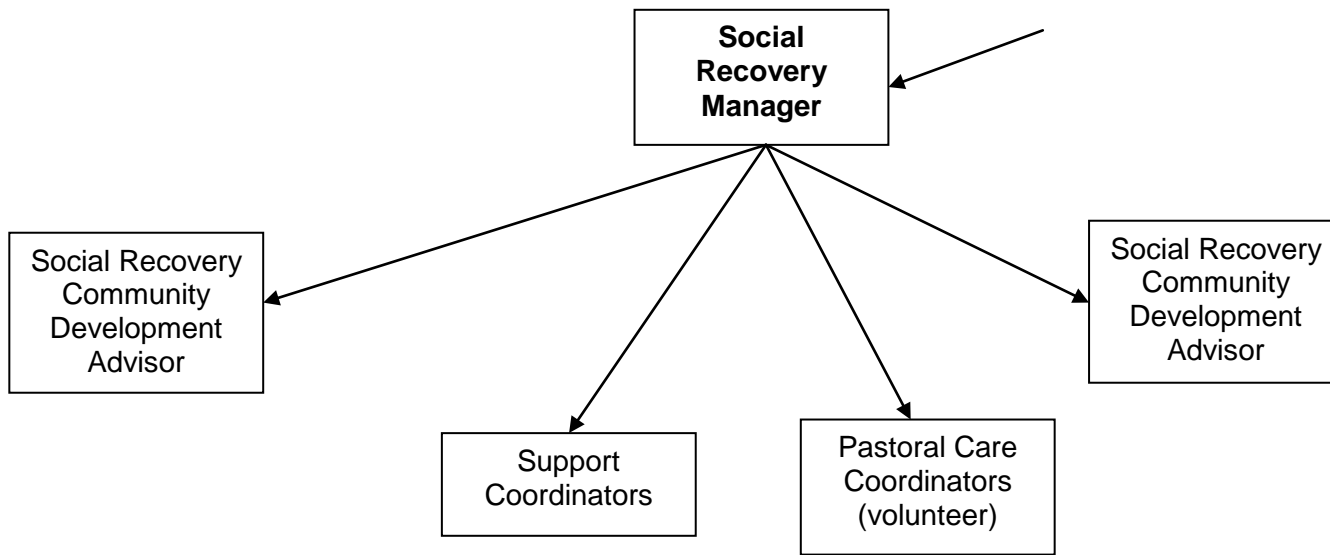 Social
Recovery
Manager
Social Recovery
Community
Development
Advisor
Social Recovery
Community
Development
Advisor
Support
Coordinators
Pastoral Care
Coordinators
(volunteer)